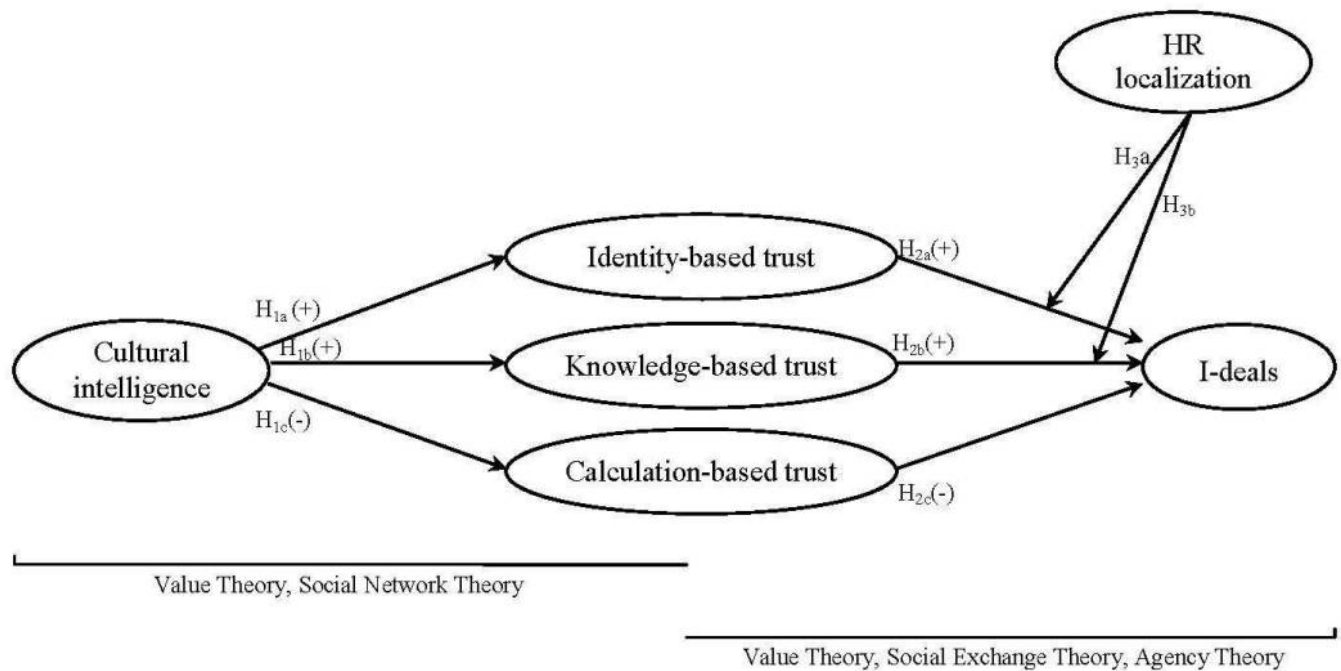 HR
localization
H₃a
H₃b
Identity-based trust
H₂a(+)
H₁a (+)
H₁b(+)
Cultural
intelligence
Knowledge-based trust
H₂b(+)
I-deals
H₁c(-)
Calculation-based trust
H₂c(-)
Value Theory, Social Network Theory
Value Theory, Social Exchange Theory, Agency Theory